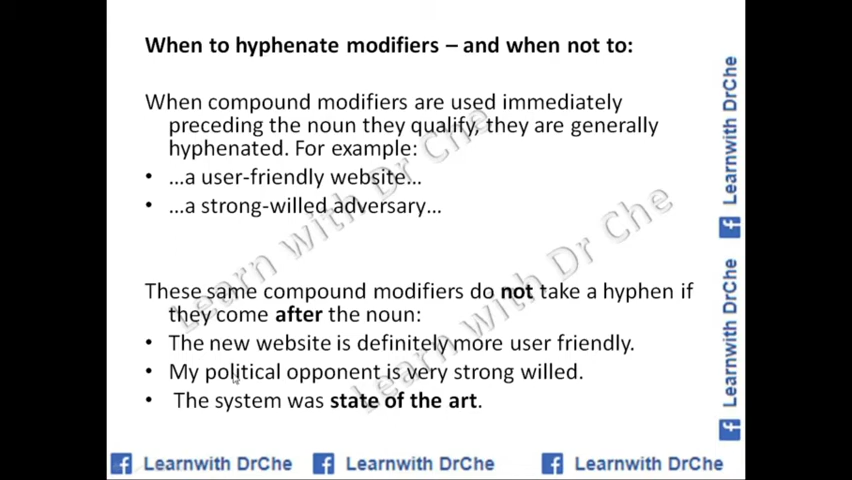 When to hyphenate modifiers – and when not to:
When compound modifiers are used immediately
preceding the noun they qualify, they are generally
hyphenated. For example:
• …a user-friendly website…
• …a strong-willed adversary…
These same compound modifiers do not take a hyphen if
they come after the noun:
• The new website is definitely more user friendly.
• My political opponent is very strong willed.
• The system was state of the art.
Learn with Dr Che
Learn with Dr Che
Learnwith DrChe
Learnwith DrChe
Learnwith DrChe Learnwith DrChe Learnwith DrChe